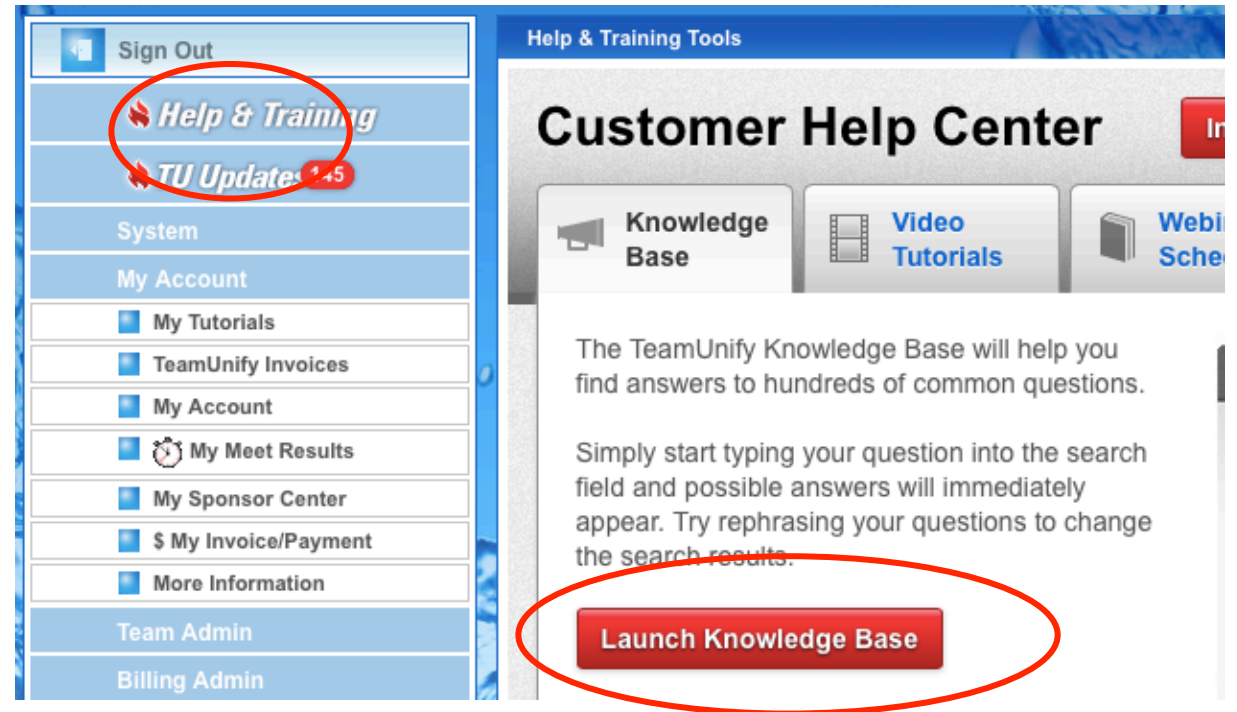 Sign Out
Help & Training
TU Updates 145
System
My Account
My Tutorials
TeamUnify Invoices
My Account
My Meet Results
My Sponsor Center
$ My Invoice/Payment
More Information
Team Admin
Billing Admin
Help & Training Tools
Customer Help Center
Knowledge
Base
Video
Tutorials
The TeamUnify Knowledge Base will help you
find answers to hundreds of common questions.
Simply start typing your question into the search
field and possible answers will immediately
appear. Try rephrasing your questions to change
the search results.
Launch Knowledge Base